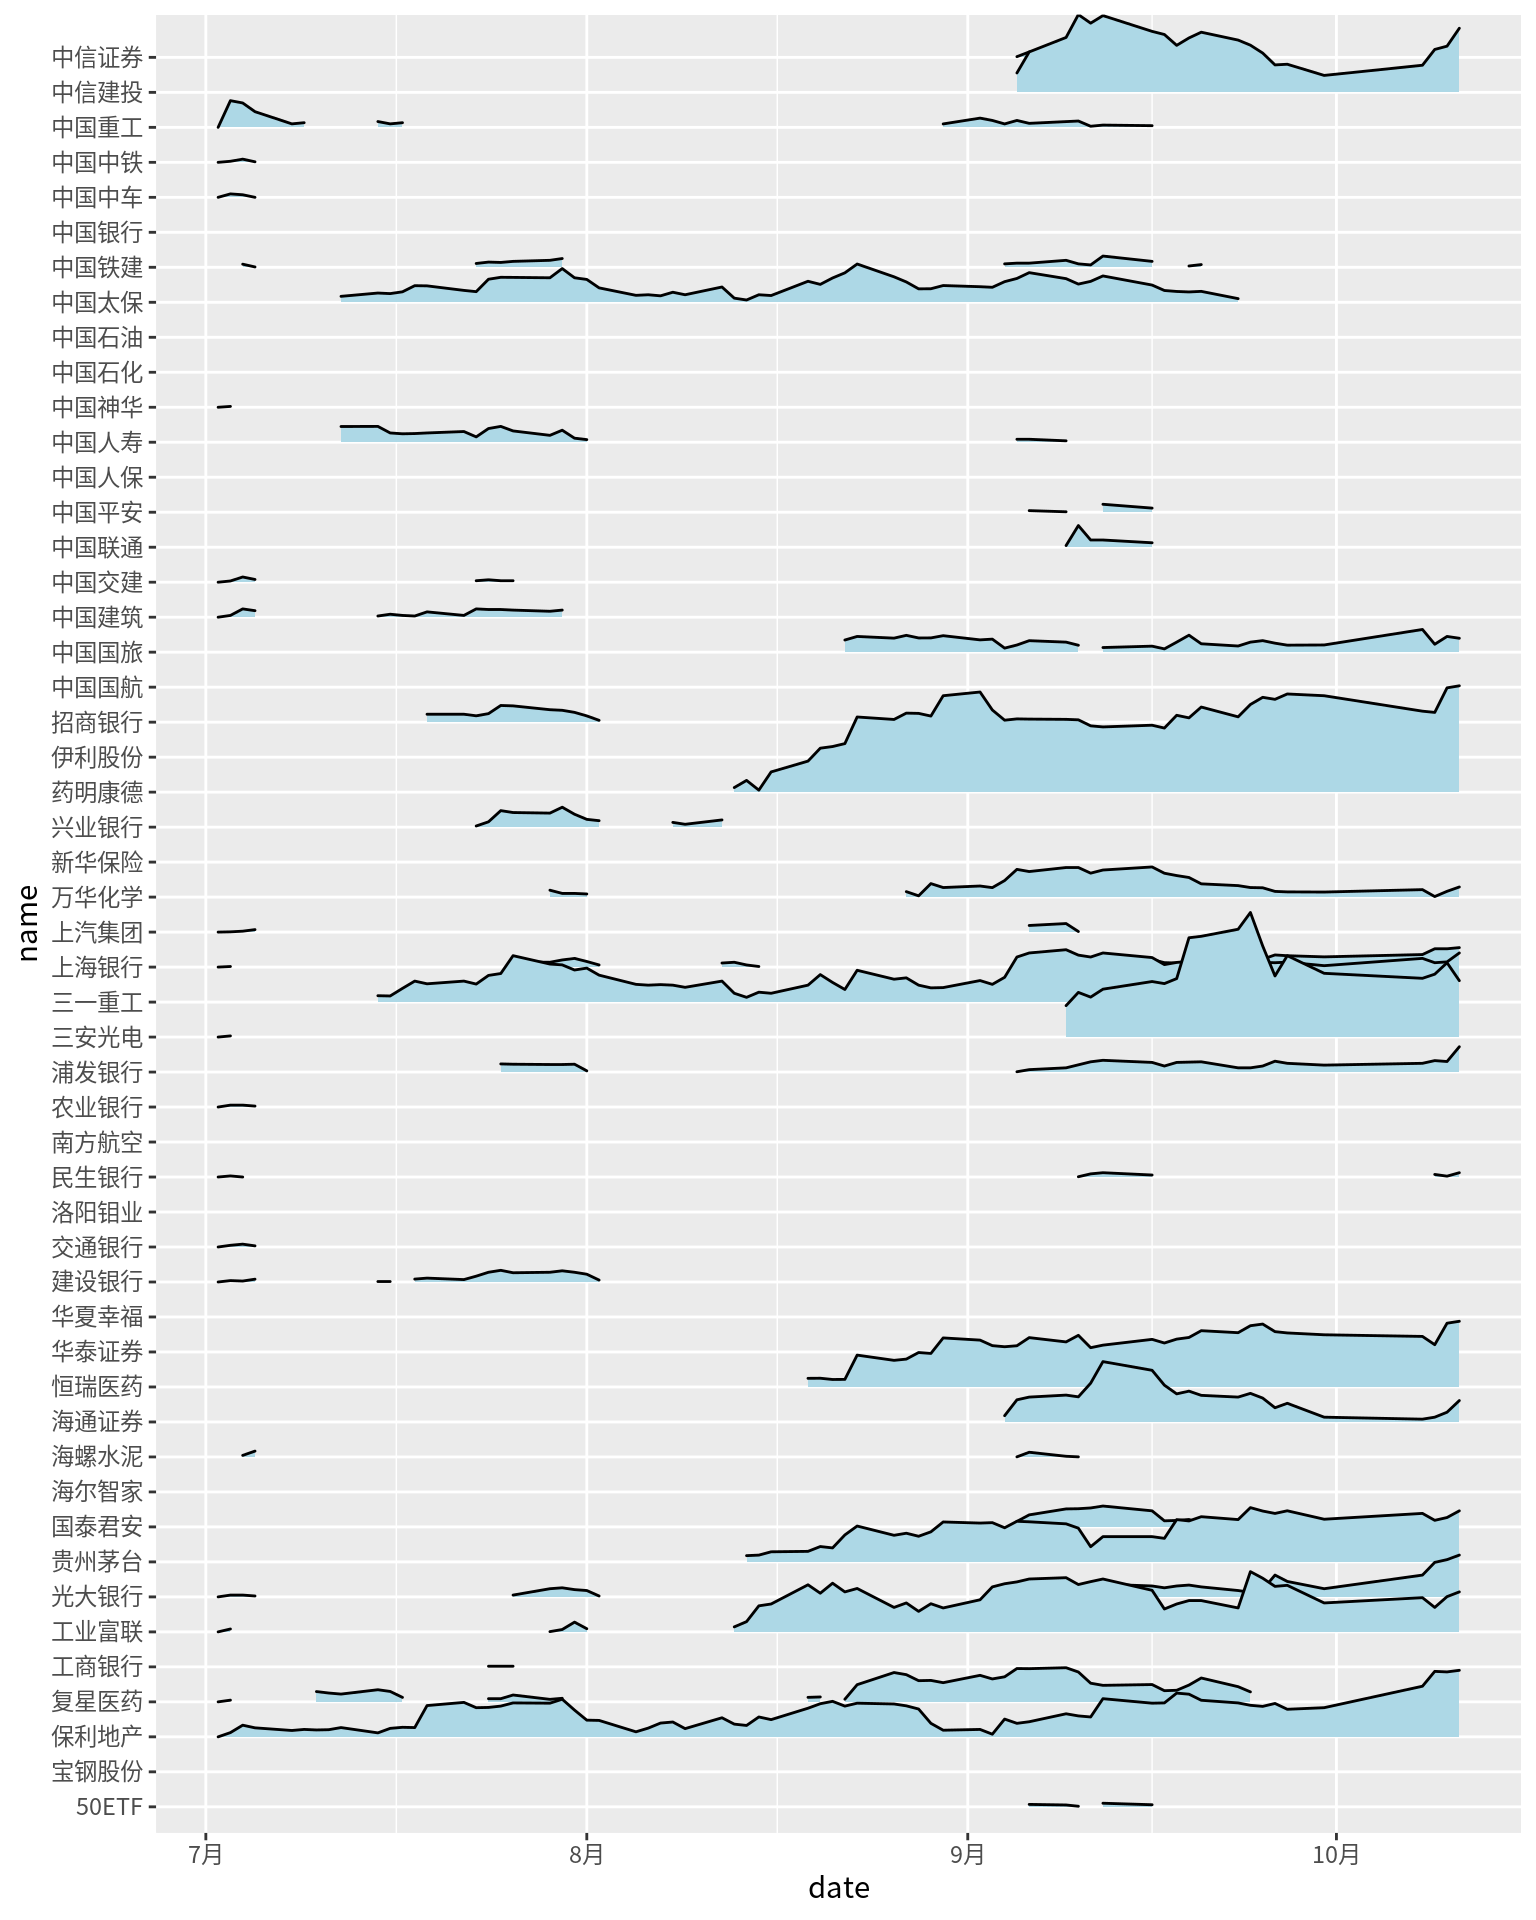 中信证券
中信建投
中国重工
中国中铁
中国中车
中国银行
中国铁建
中国太保
中国石油
中国石化
中国神华
中国人寿
中国人保
中国平安
中国联通
中国交建
中国建筑
中国国旅
中国国航
招商银行
伊利股份
药明康德
兴业银行
新华保险
万华化学
上汽集团
上海银行
三一重工
三安光电
浦发银行
农业银行
南方航空
民生银行
洛阳钼业
交通银行
建设银行
华夏幸福
华泰证券
恒瑞医药
海通证券
海螺水泥
海尔智家
国泰君安
贵州茅台
光大银行
工业富联
工商银行
复星医药
保利地产
宝钢股份
50ETF
name
7月 8月 9月 10月
date